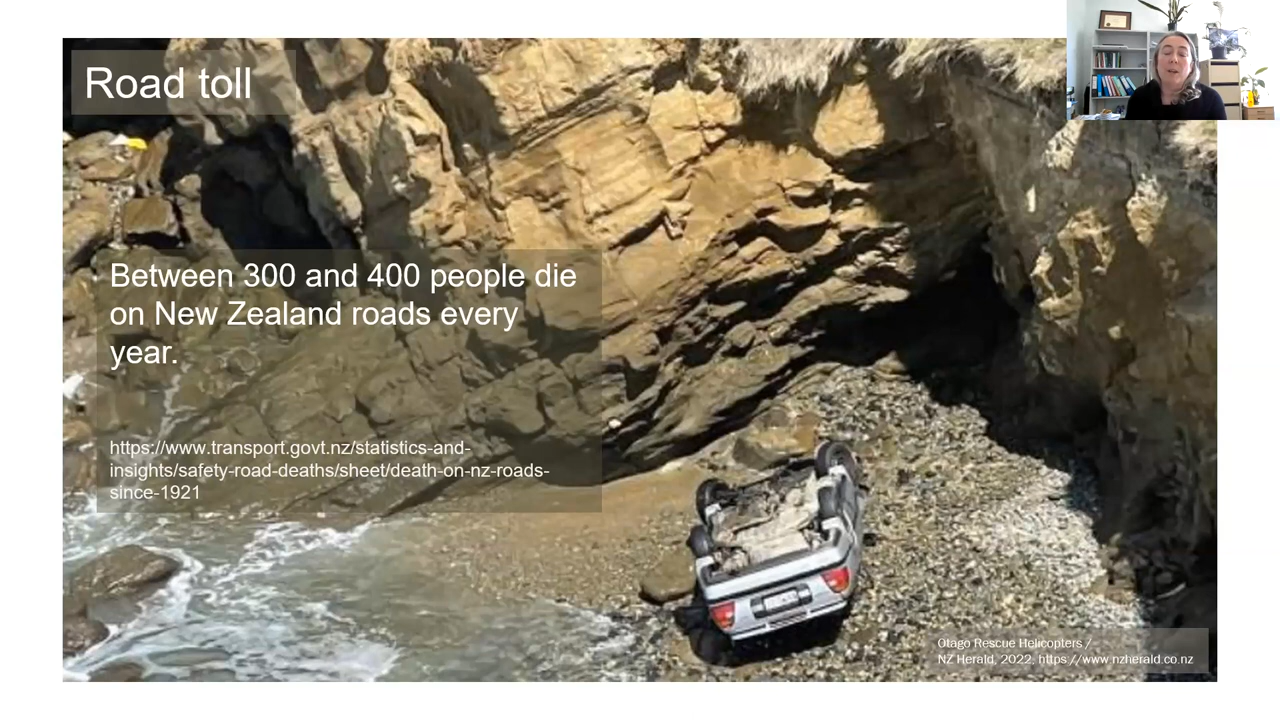 Road toll
Between 300 and 400 people die
on New Zealand roads every
year.
https://www.transport.govt.nz/statistics-and-
insights/safety-road-deaths/sheet/death-on-nz-roads-
since-1921
Otago Rescue Helicopters /
NZ Herald, 2022: https://www.nzherald.co.nz